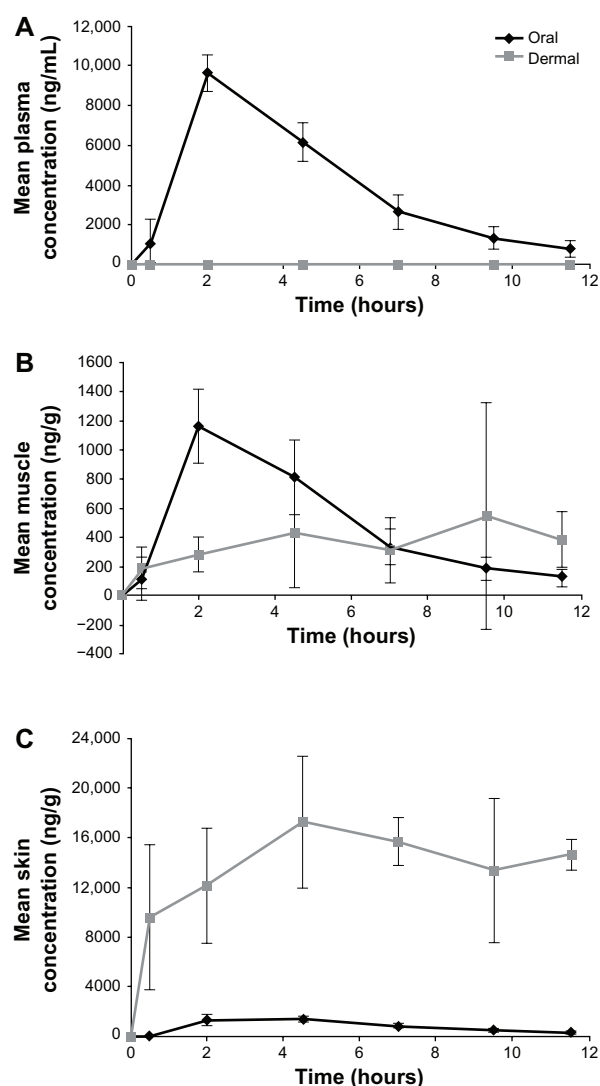 A
12,000
10,000
8000
6000
4000
2000
0
Mean plasma
concentration (ng/mL)
Oral
Dermal
0 2 4 6 8 10 12
Time (hours)
B
1600
1400
1200
1000
800
600
400
200
0
−200
−400
Mean muscle
concentration (ng/g)
2 4 6 8 10 12
Time (hours)
C
24,000
20,000
16,000
12,000
8000
4000
0
Mean skin
concentration (ng/g)
0 2 4 6 8 10 12
Time (hours)